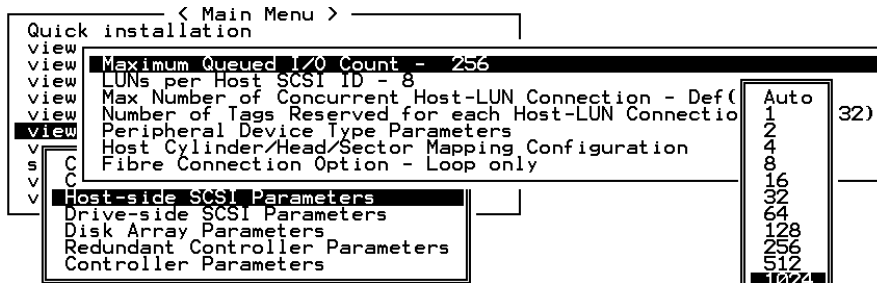 < Main Menu >
Quick installation
view
view Maximum Queued I/O Count - 256
view LUNs per Host SCSI ID - 8
view Max Number of Concurrent Host-LUN Connection - Def( Auto
view Number of Tags Reserved for each Host-LUN Connectio 1 32)
view Peripheral Device Type Parameters 2
v Host Cylinder/Head/Sector Mapping Configuration 4
s C Fibre Connection Option - Loop only 8
v C 16
v Host-side SCSI Parameters 32
Drive-side SCSI Parameters 64
Disk Array Parameters 128
Redundant Controller Parameters 256
Controller Parameters 512
1024